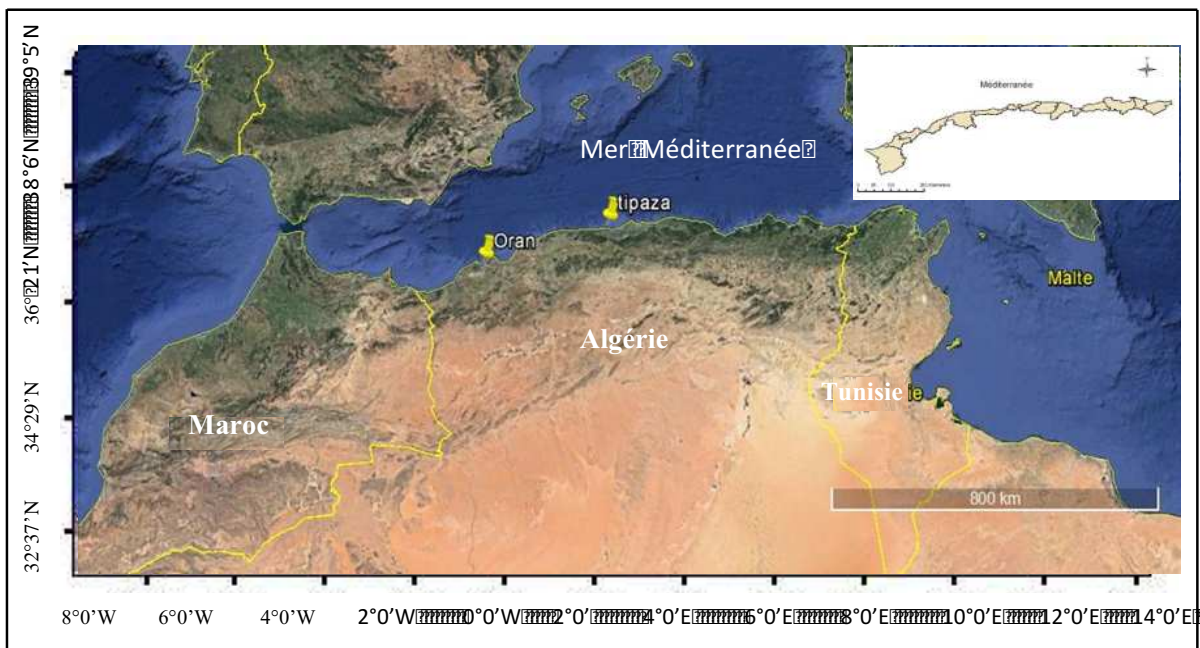 39°5′ N
38°6′ N
36°21′N
34°29′ N
32°37′ N
Méditerranée
Mer Méditerranée
tipaza
Oran
Malte
Algérie
Tunisie ie
Maroc
800 km
8°0′W 6°0′W 4°0′W 2°0′W 0°0′W 2°0′E 4°0′E 6°0′E 8°0′E 10°0′E 12°0′E 14°0′E